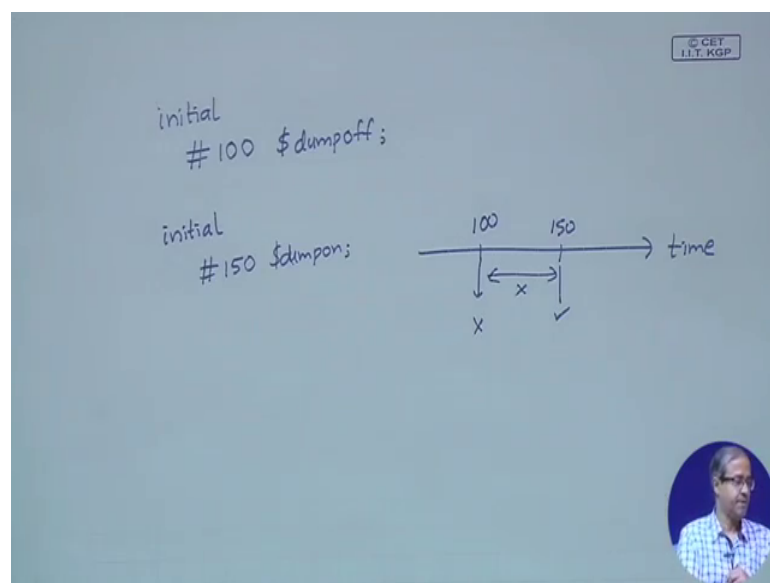 © CET
I.I.T. KGP
initial
#100 $dumpoff;
initial
#150 $dumpon;
100 150
time
x
x ✓